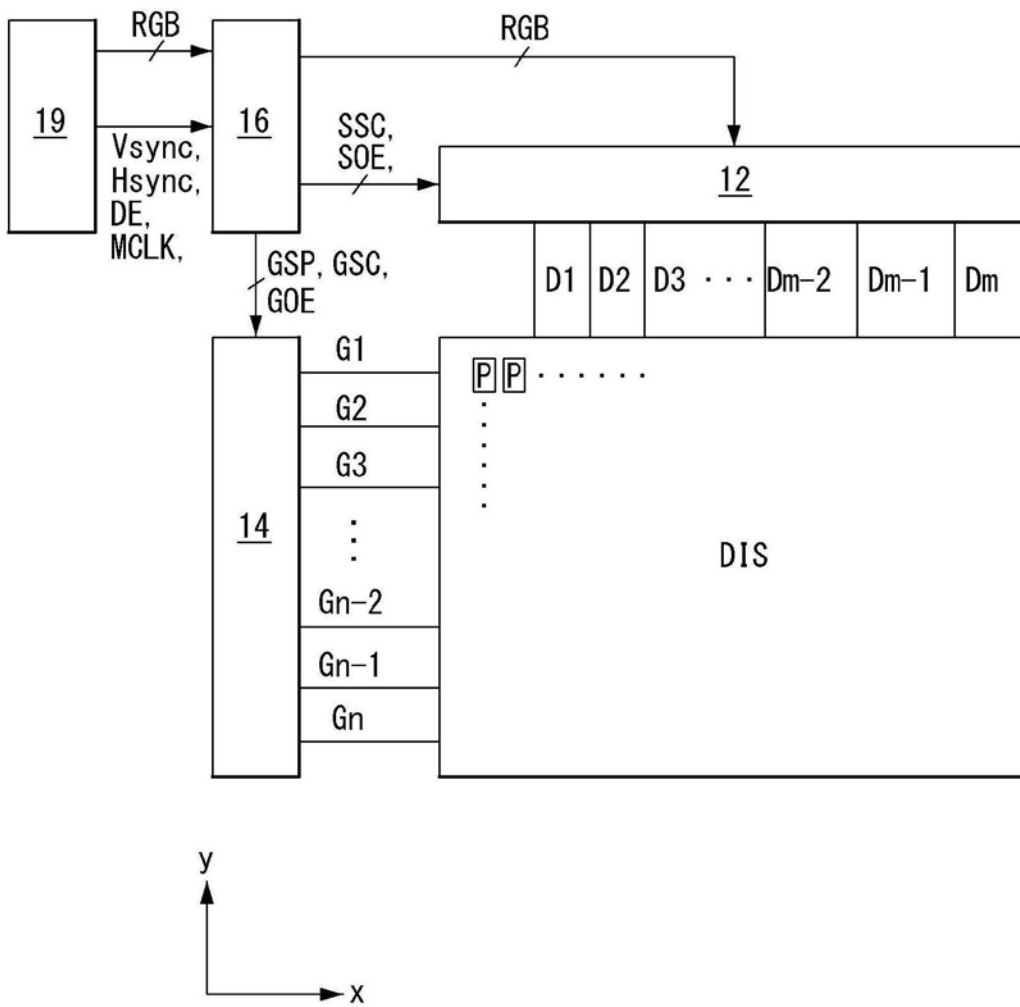 RGB
RGB
19
16
Vsync,
Hsync,
DE,
MCLK,
SSC,
SOE,
12
GSP, GSC,
GOE
D1 D2 D3 ··· Dm-2 Dm-1 Dm
14
G1
G2
G3
Gn-2
Gn-1
Gn
P P ······
DIS
y
x